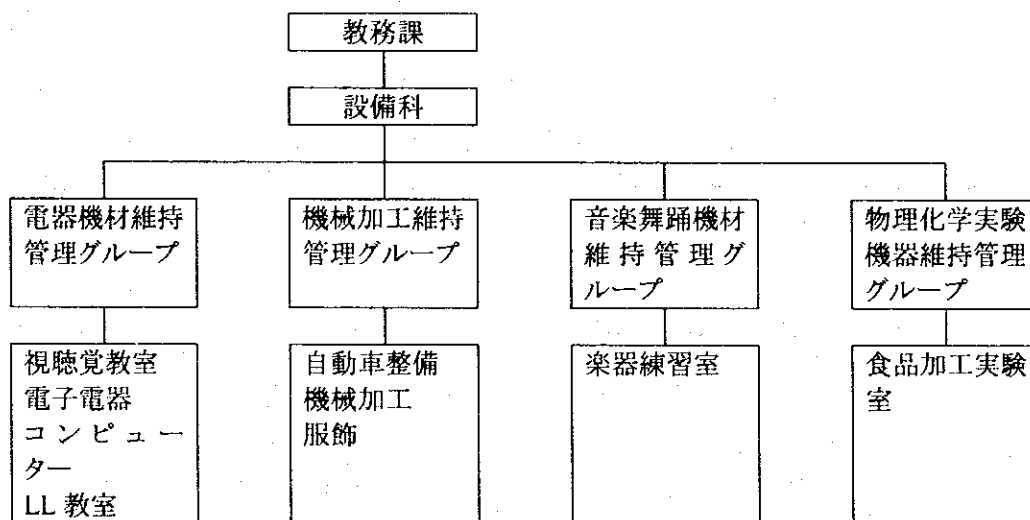 教務課
設備科
電器機材維持
管理グループ
機械加工維持
管理グループ
音楽舞踊機材
維持管理グ
ループ
物理化学実験
機器維持管理
グループ
視聴覚教室
電子電器
コンピュー
ター
LL 教室
自動車整備
機械加工
服飾
楽器練習室
食品加工実験
室